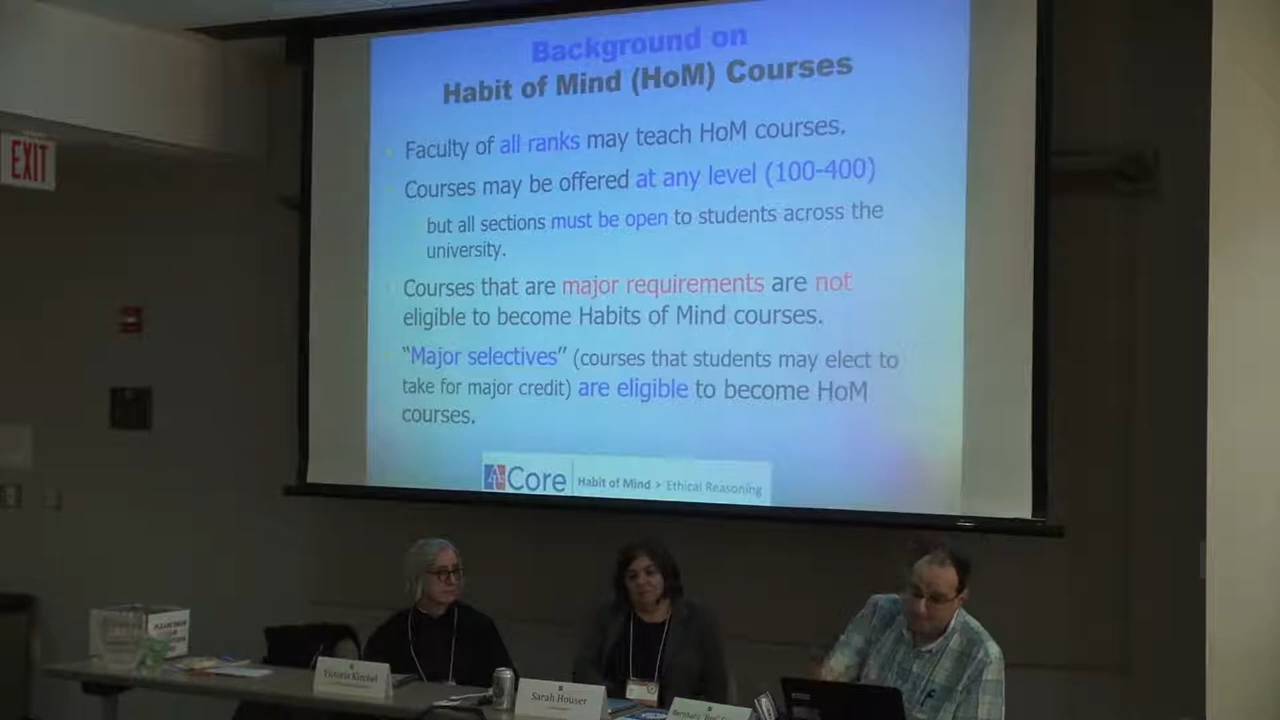 Background on
Habit of Mind (HoM) Courses
Faculty of all ranks may teach HoM courses.
Courses may be offered at any level (100-400)
but all sections must be open to students across the
university.
Courses that are major requirements are not
eligible to become Habits of Mind courses.
“Major selectives” (courses that students may elect to
take for major credit) are eligible to become HoM
courses.
Core Habit of Mind > Ethical Reasoning
EXIT
Sarah Houser